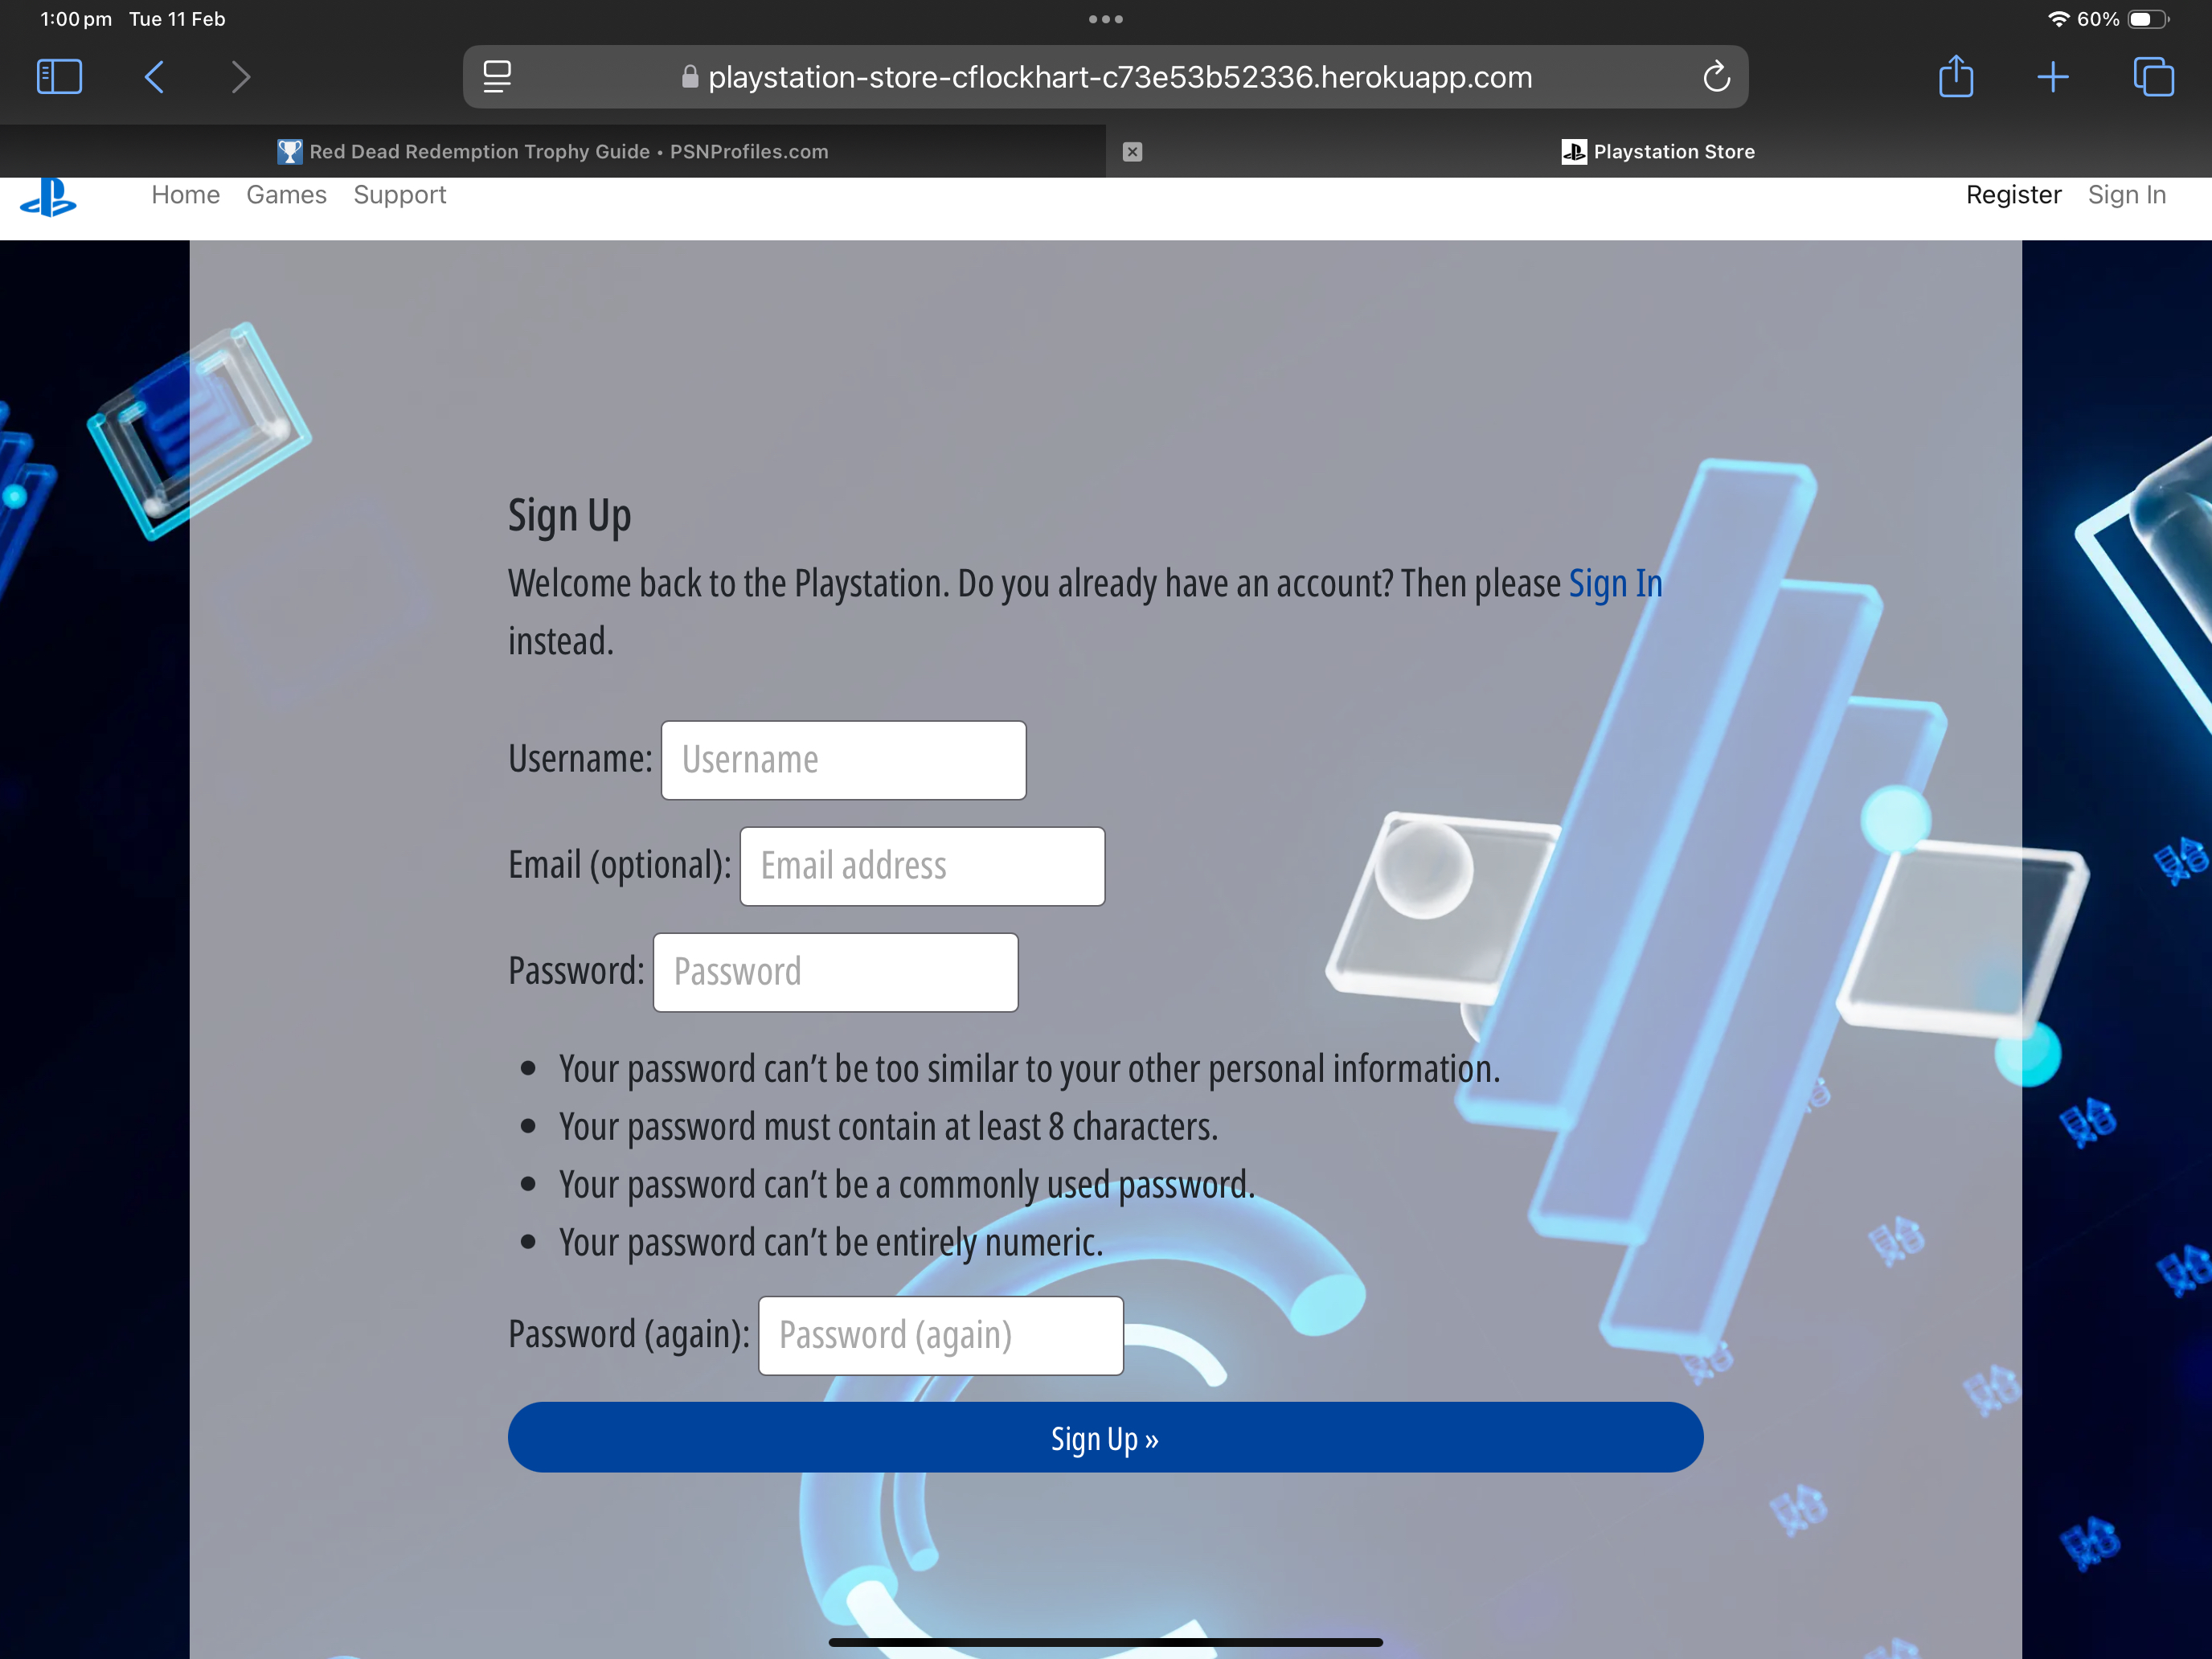 1:00 pm Tue 11 Feb
60%
playstation-store-cflockhart-c73e53b52336.herokuapp.com
Red Dead Redemption Trophy Guide • PSNProfiles.com
Playstation Store
Home Games Support
Register Sign In
Sign Up
Welcome back to the Playstation. Do you already have an account? Then please Sign In
instead.
Username: Username
Email (optional): Email address
Password: Password
• Your password can’t be too similar to your other personal information.
• Your password must contain at least 8 characters.
• Your password can’t be a commonly used password.
• Your password can’t be entirely numeric.
Password (again): Password (again)
Sign Up »